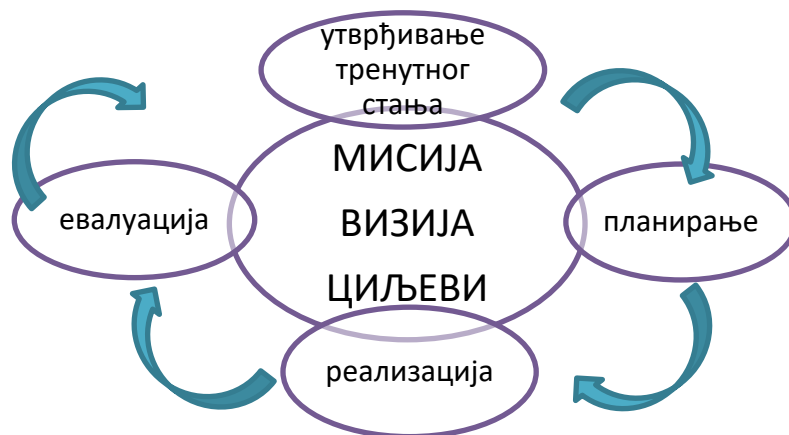 утврђивање
тренутног
стања
МИСИЈА
ВИЗИЈА
ЦИЉЕВИ
евалуација
планирање
реализација